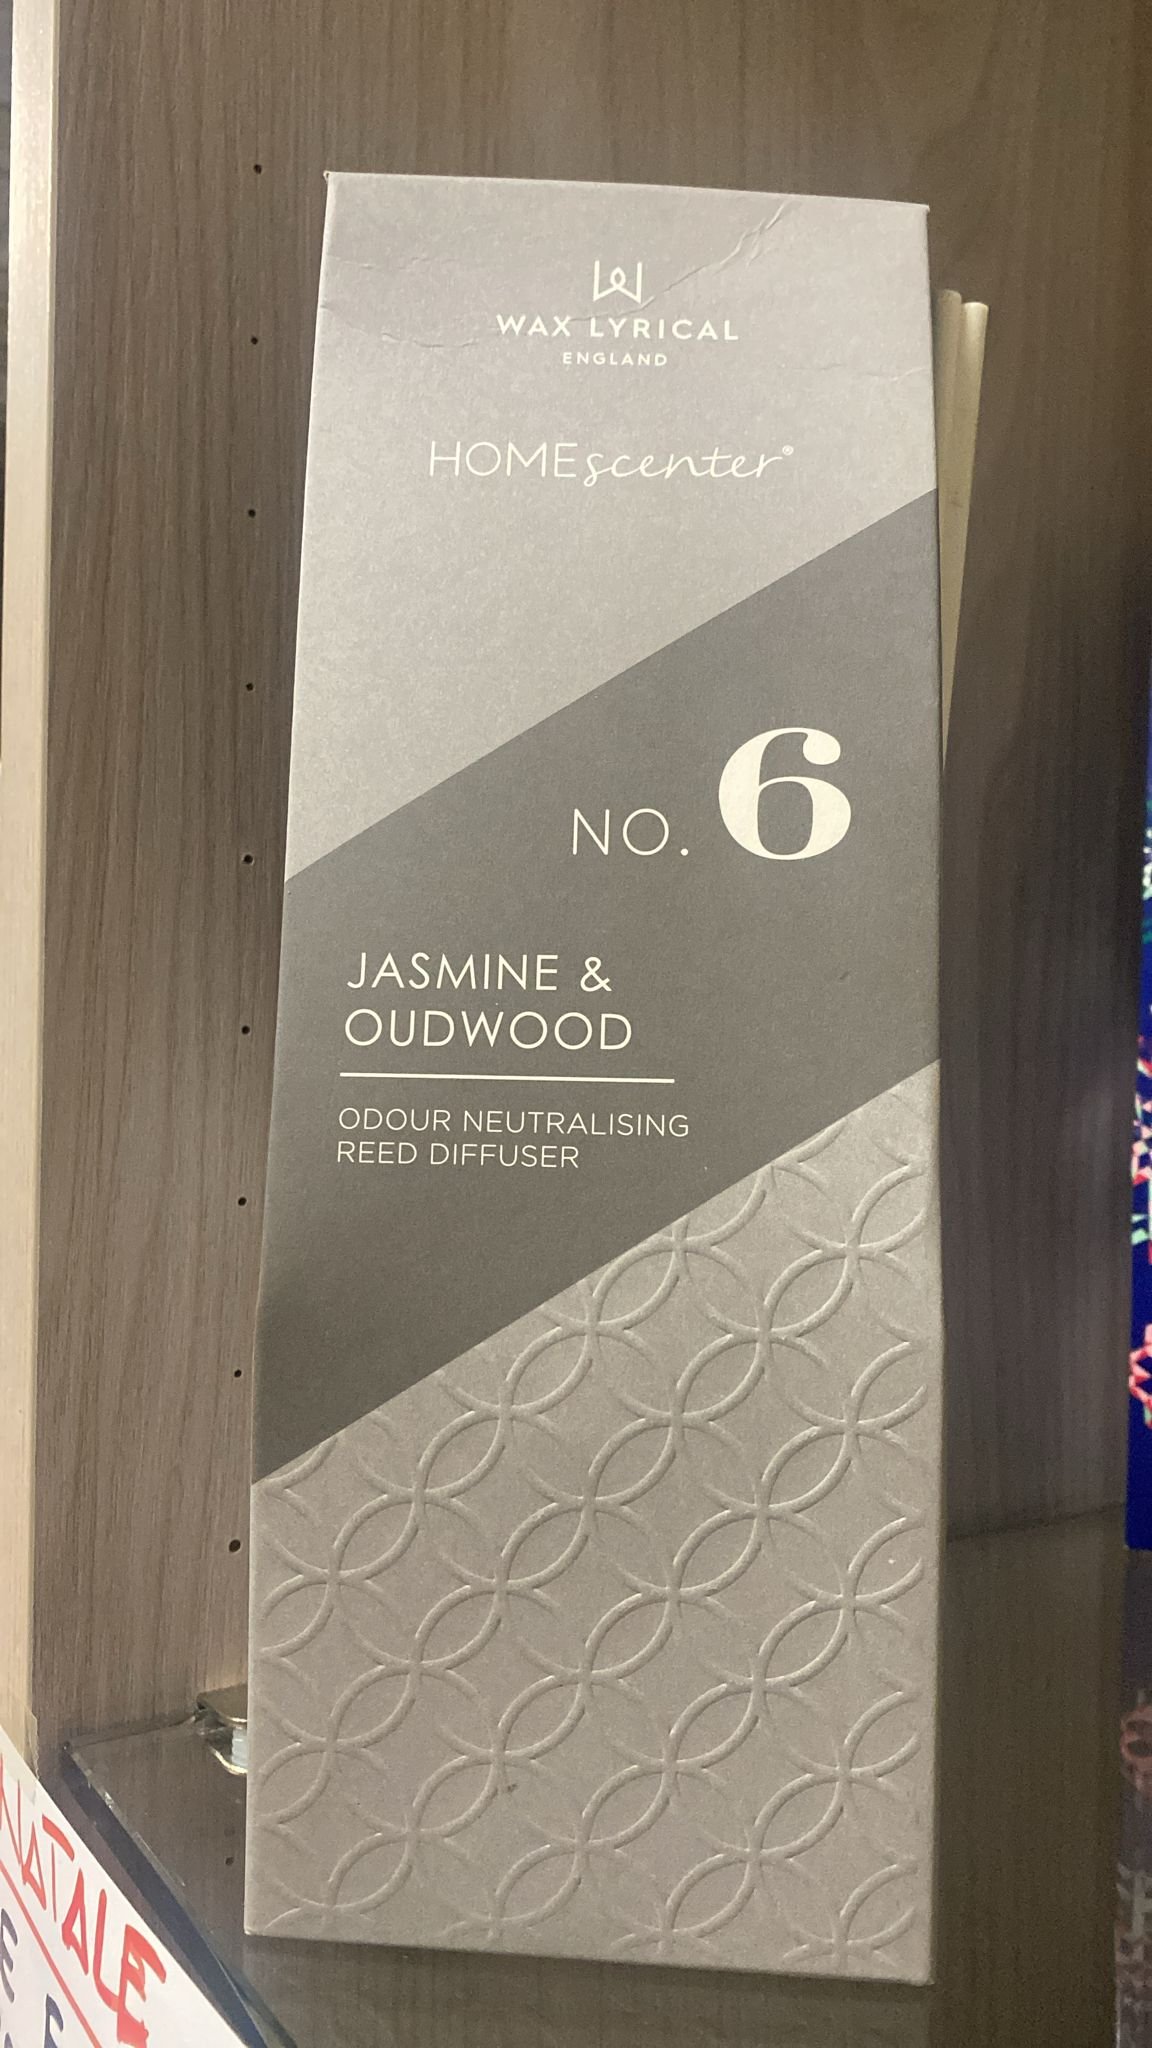 WAX LYRICAL
ENGLAND
HOMEscenter®
NO. 6
JASMINE &
OUDWOOD
ODOUR NEUTRALISING
REED DIFFUSER
NATALE